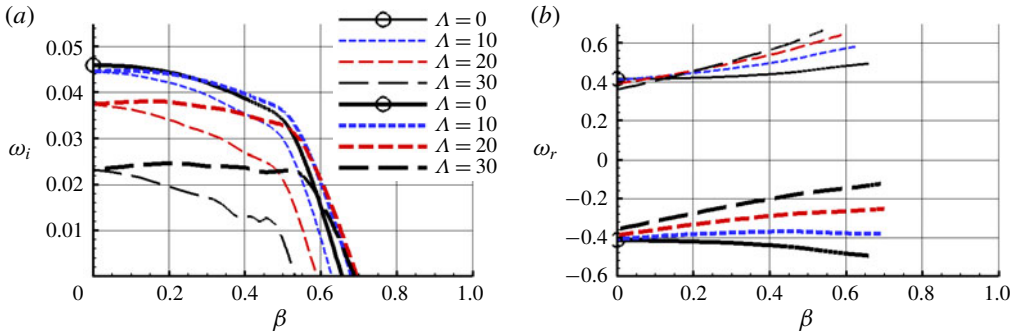 (a)
0.05
0.04
0.03
0.02
0.01
ω_i
0 0.2 0.4 0.6 0.8 1.0
β
Λ = 0
Λ = 10
Λ = 20
Λ = 30
Λ = 0
Λ = 10
Λ = 20
Λ = 30
(b)
0.6
0.4
0.2
0
−0.2
−0.4
−0.6
ω_r
0 0.2 0.4 0.6 0.8 1.0
β